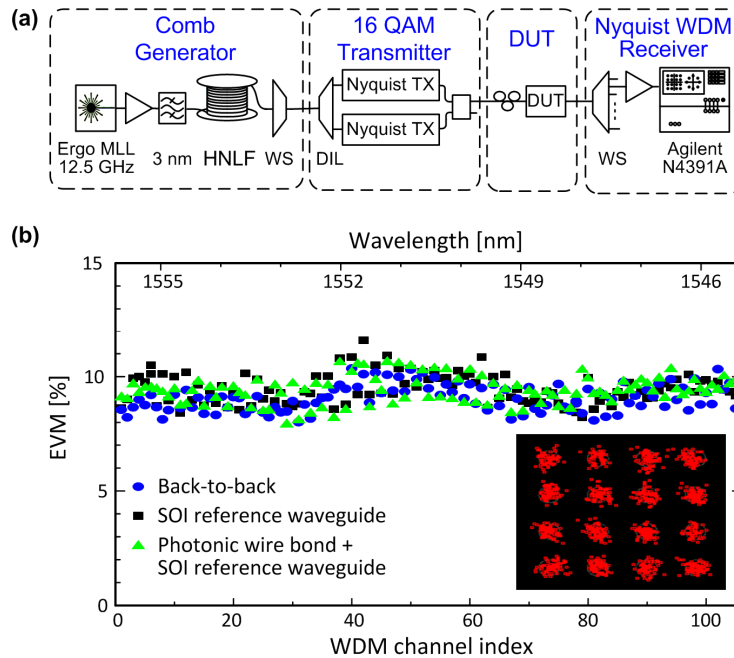 (a)
Comb
Generator
16 QAM
Transmitter
DUT
Nyquist WDM
Receiver
Nyquist TX
Nyquist TX
DUT
Ergo MLL
12.5 GHz
3 nm
HNLF
WS
DIL
WS
Agilent
N4391A
(b)
Wavelength [nm]
1555
1552
1549
1546
15
10
5
0
EVM [%]
Back-to-back
SOI reference waveguide
Photonic wire bond +
SOI reference waveguide
0
20
40
60
80
100
WDM channel index